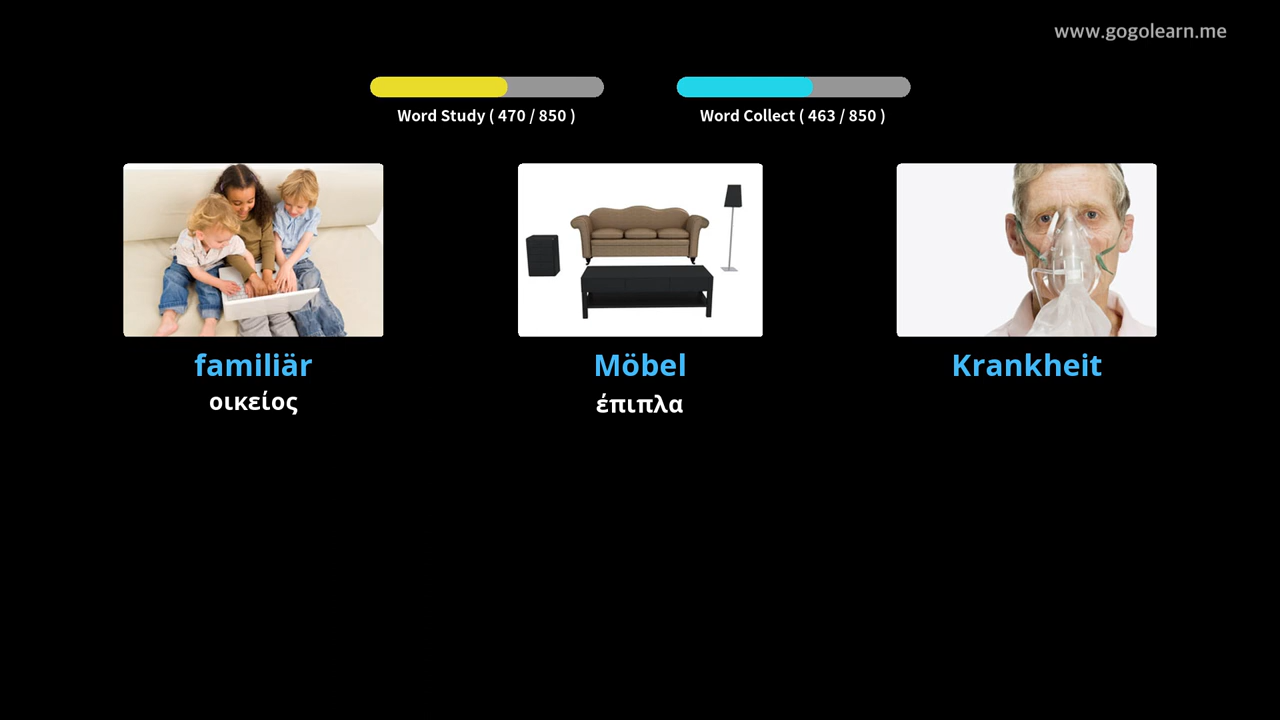 www.gogolearn.me
Word Study ( 470 / 850 )
Word Collect ( 463 / 850 )
familiär
οικείος
Möbel
έπιπλα
Krankheit